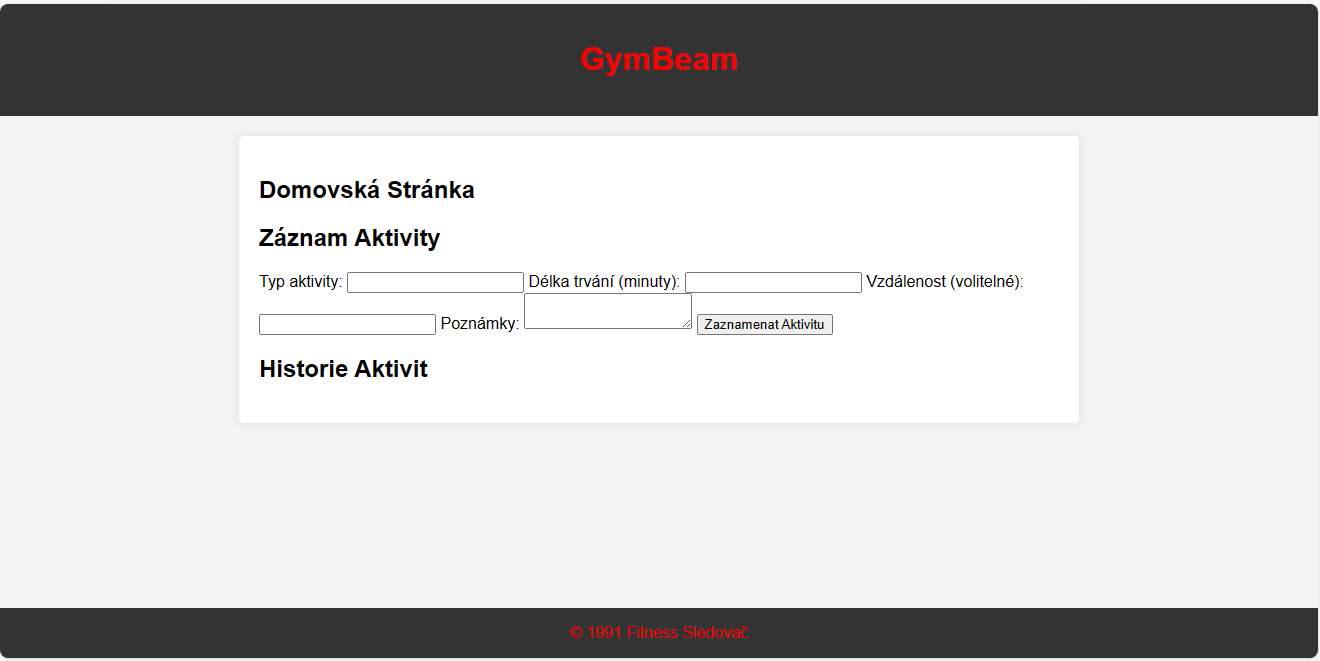 GymBeam
Domovská Stránka
Záznam Aktivity
Typ aktivity: Délka trvání (minuty): Vzdálenost (volitelné):
Poznámky: Zaznamenat Aktivitu
Historie Aktivit
© 1991 Fitness Sledovač